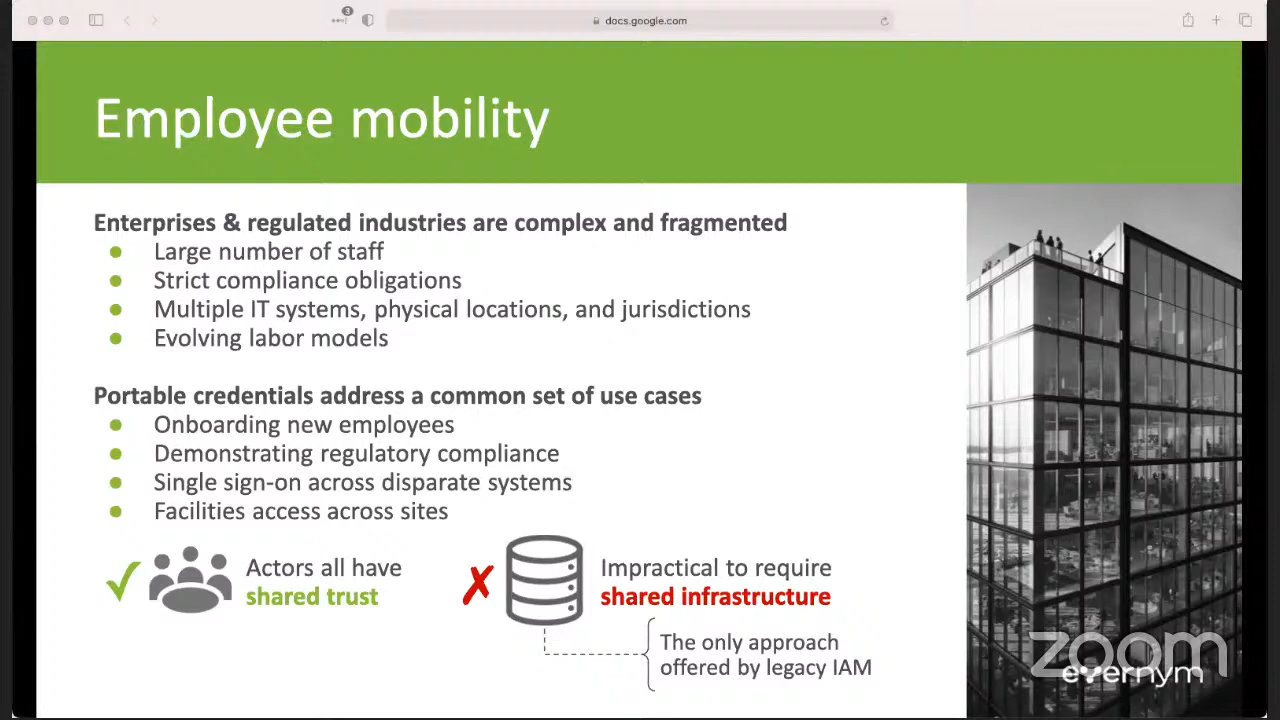 3
docs.google.com
Employee mobility
Enterprises & regulated industries are complex and fragmented
Large number of staff
Strict compliance obligations
Multiple IT systems, physical locations, and jurisdictions
Evolving labor models
Portable credentials address a common set of use cases
Onboarding new employees
Demonstrating regulatory compliance
Single sign-on across disparate systems
Facilities access across sites
Actors all have
shared trust
Impractical to require
shared infrastructure
The only approach
offered by legacy IAM
zoom
evernym